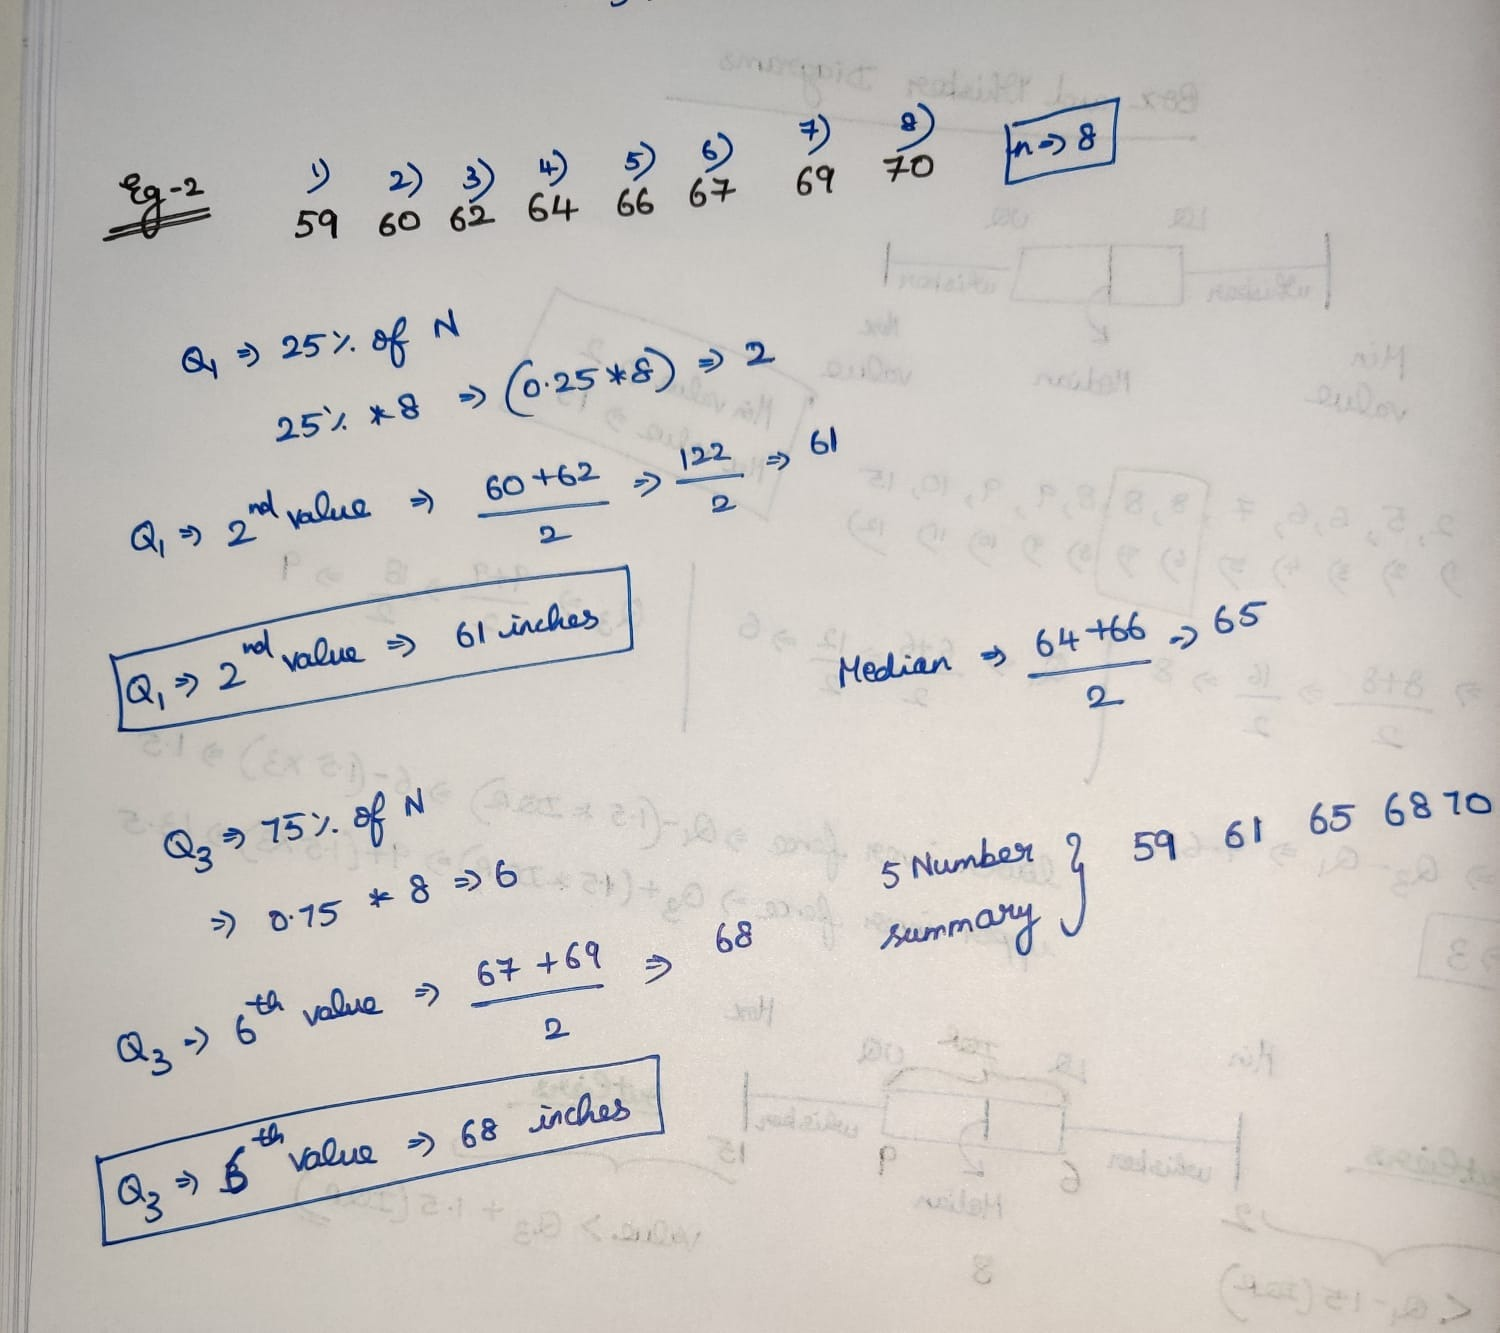 Eg-2 1) 2) 3) 4) 5) 6) 7) 8) n⇒8
59 60 62 64 66 67 69 70
Q₁ ⇒ 25% of N
25% * 8 ⇒ (0.25*8) ⇒ 2
Q₁ ⇒ 2nd value ⇒ 60+62/2 ⇒ 122/2 ⇒ 61
Q₁ ⇒ 2nd value ⇒ 61 inches
Median ⇒ 64+66/2 ⇒ 65
Q₃ ⇒ 75% of N
⇒ 0.75 * 8 ⇒ 6
5 Number summary } 59 61 65 68 70
Q₃ ⇒ 6th value ⇒ 67+69/2 ⇒ 68
Q₃ ⇒ 6th value ⇒ 68 inches